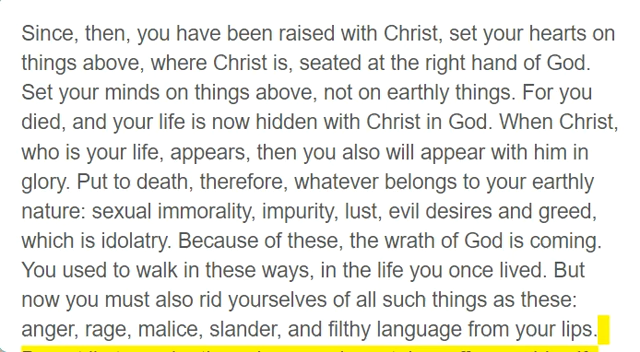 Since, then, you have been raised with Christ, set your hearts on
things above, where Christ is, seated at the right hand of God.
Set your minds on things above, not on earthly things. For you
died, and your life is now hidden with Christ in God. When Christ,
who is your life, appears, then you also will appear with him in
glory. Put to death, therefore, whatever belongs to your earthly
nature: sexual immorality, impurity, lust, evil desires and greed,
which is idolatry. Because of these, the wrath of God is coming.
You used to walk in these ways, in the life you once lived. But
now you must also rid yourselves of all such things as these:
anger, rage, malice, slander, and filthy language from your lips.